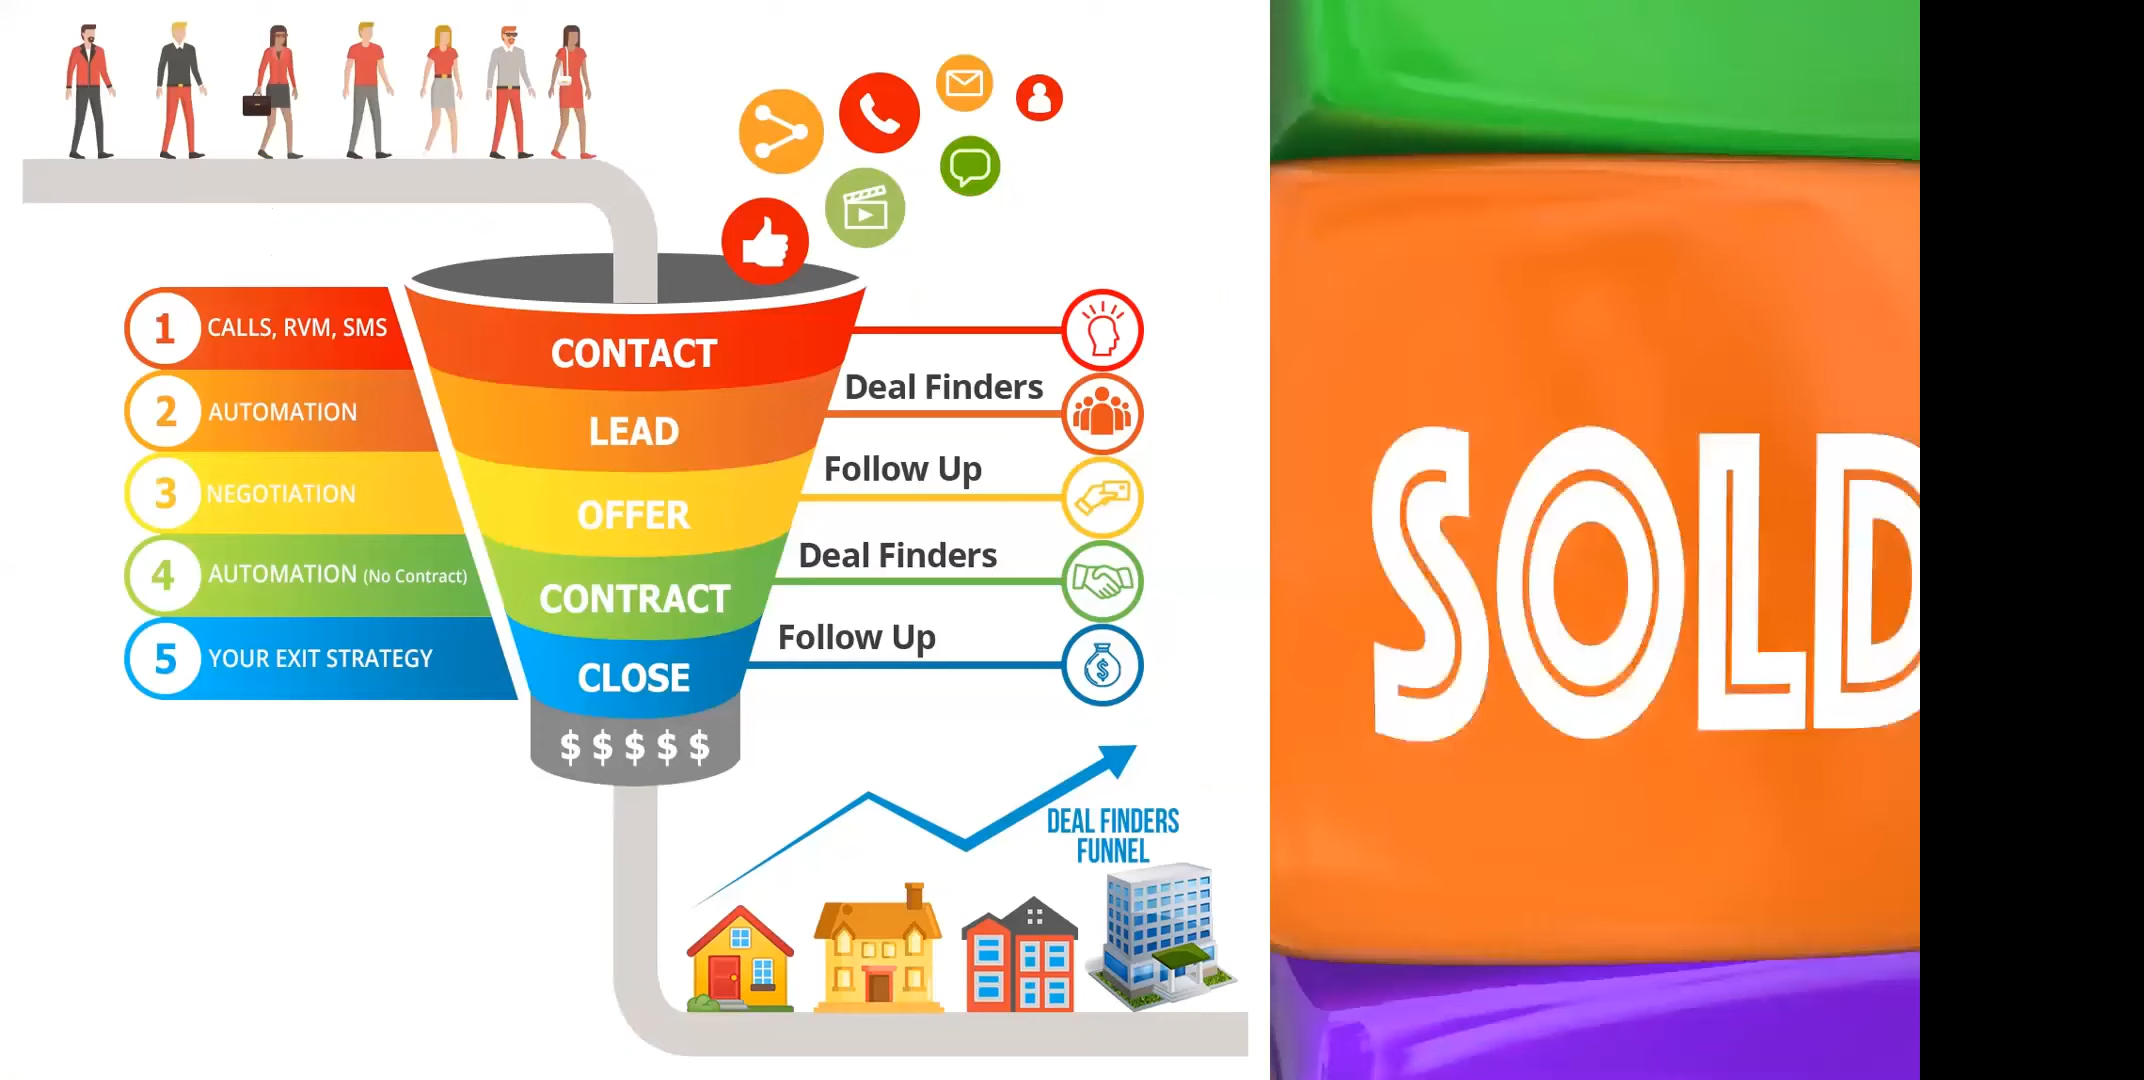 1 CALLS, RVM, SMS
2 AUTOMATION
3 NEGOTIATION
4 AUTOMATION (No Contract)
5 YOUR EXIT STRATEGY
CONTACT
LEAD
OFFER
CONTRACT
CLOSE
$ $ $ $ $
Deal Finders
Follow Up
Deal Finders
Follow Up
DEAL FINDERS
FUNNEL
SOLD